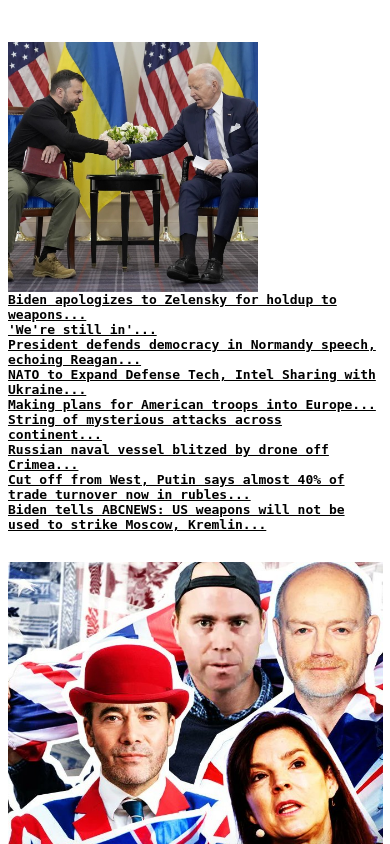 Biden apologizes to Zelensky for holdup to
weapons...
'We're still in'...
President defends democracy in Normandy speech,
echoing Reagan...
NATO to Expand Defense Tech, Intel Sharing with
Ukraine...
Making plans for American troops into Europe...
String of mysterious attacks across
continent...
Russian naval vessel blitzed by drone off
Crimea...
Cut off from West, Putin says almost 40% of
trade turnover now in rubles...
Biden tells ABCNEWS: US weapons will not be
used to strike Moscow, Kremlin...